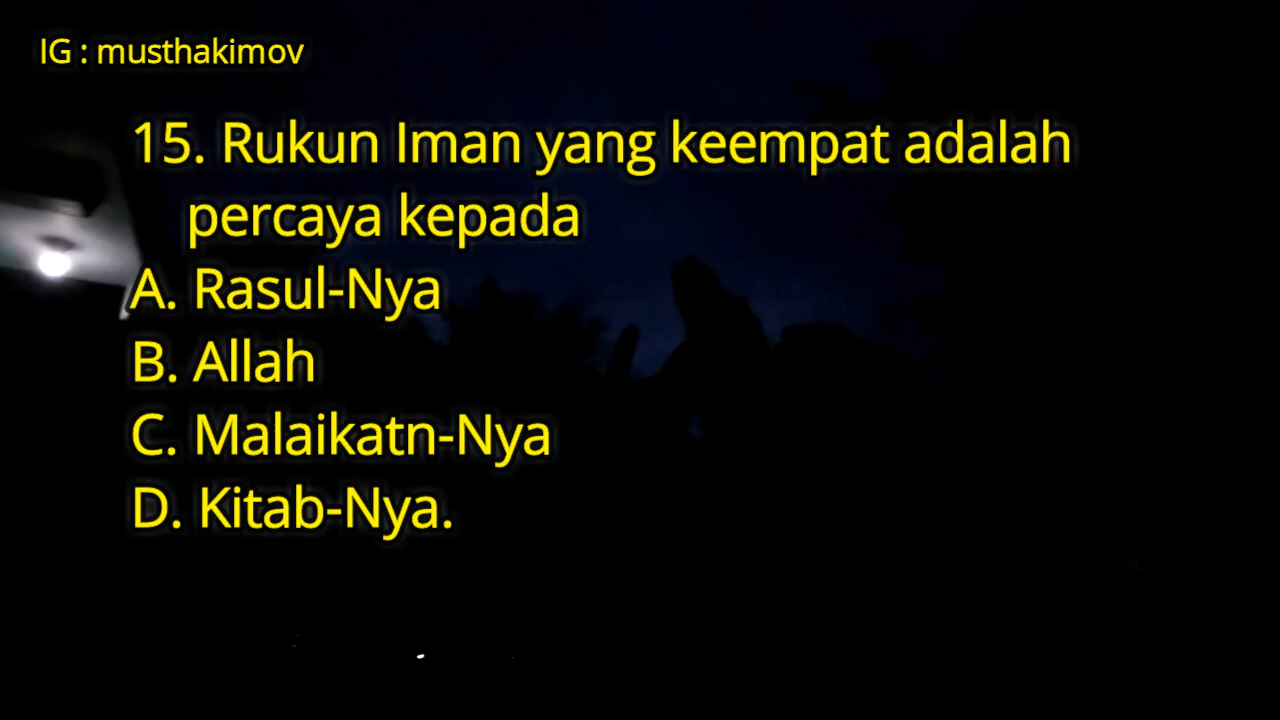 IG : musthakimov
15. Rukun Iman yang keempat adalah
percaya kepada
A. Rasul-Nya
B. Allah
C. Malaikatn-Nya
D. Kitab-Nya.